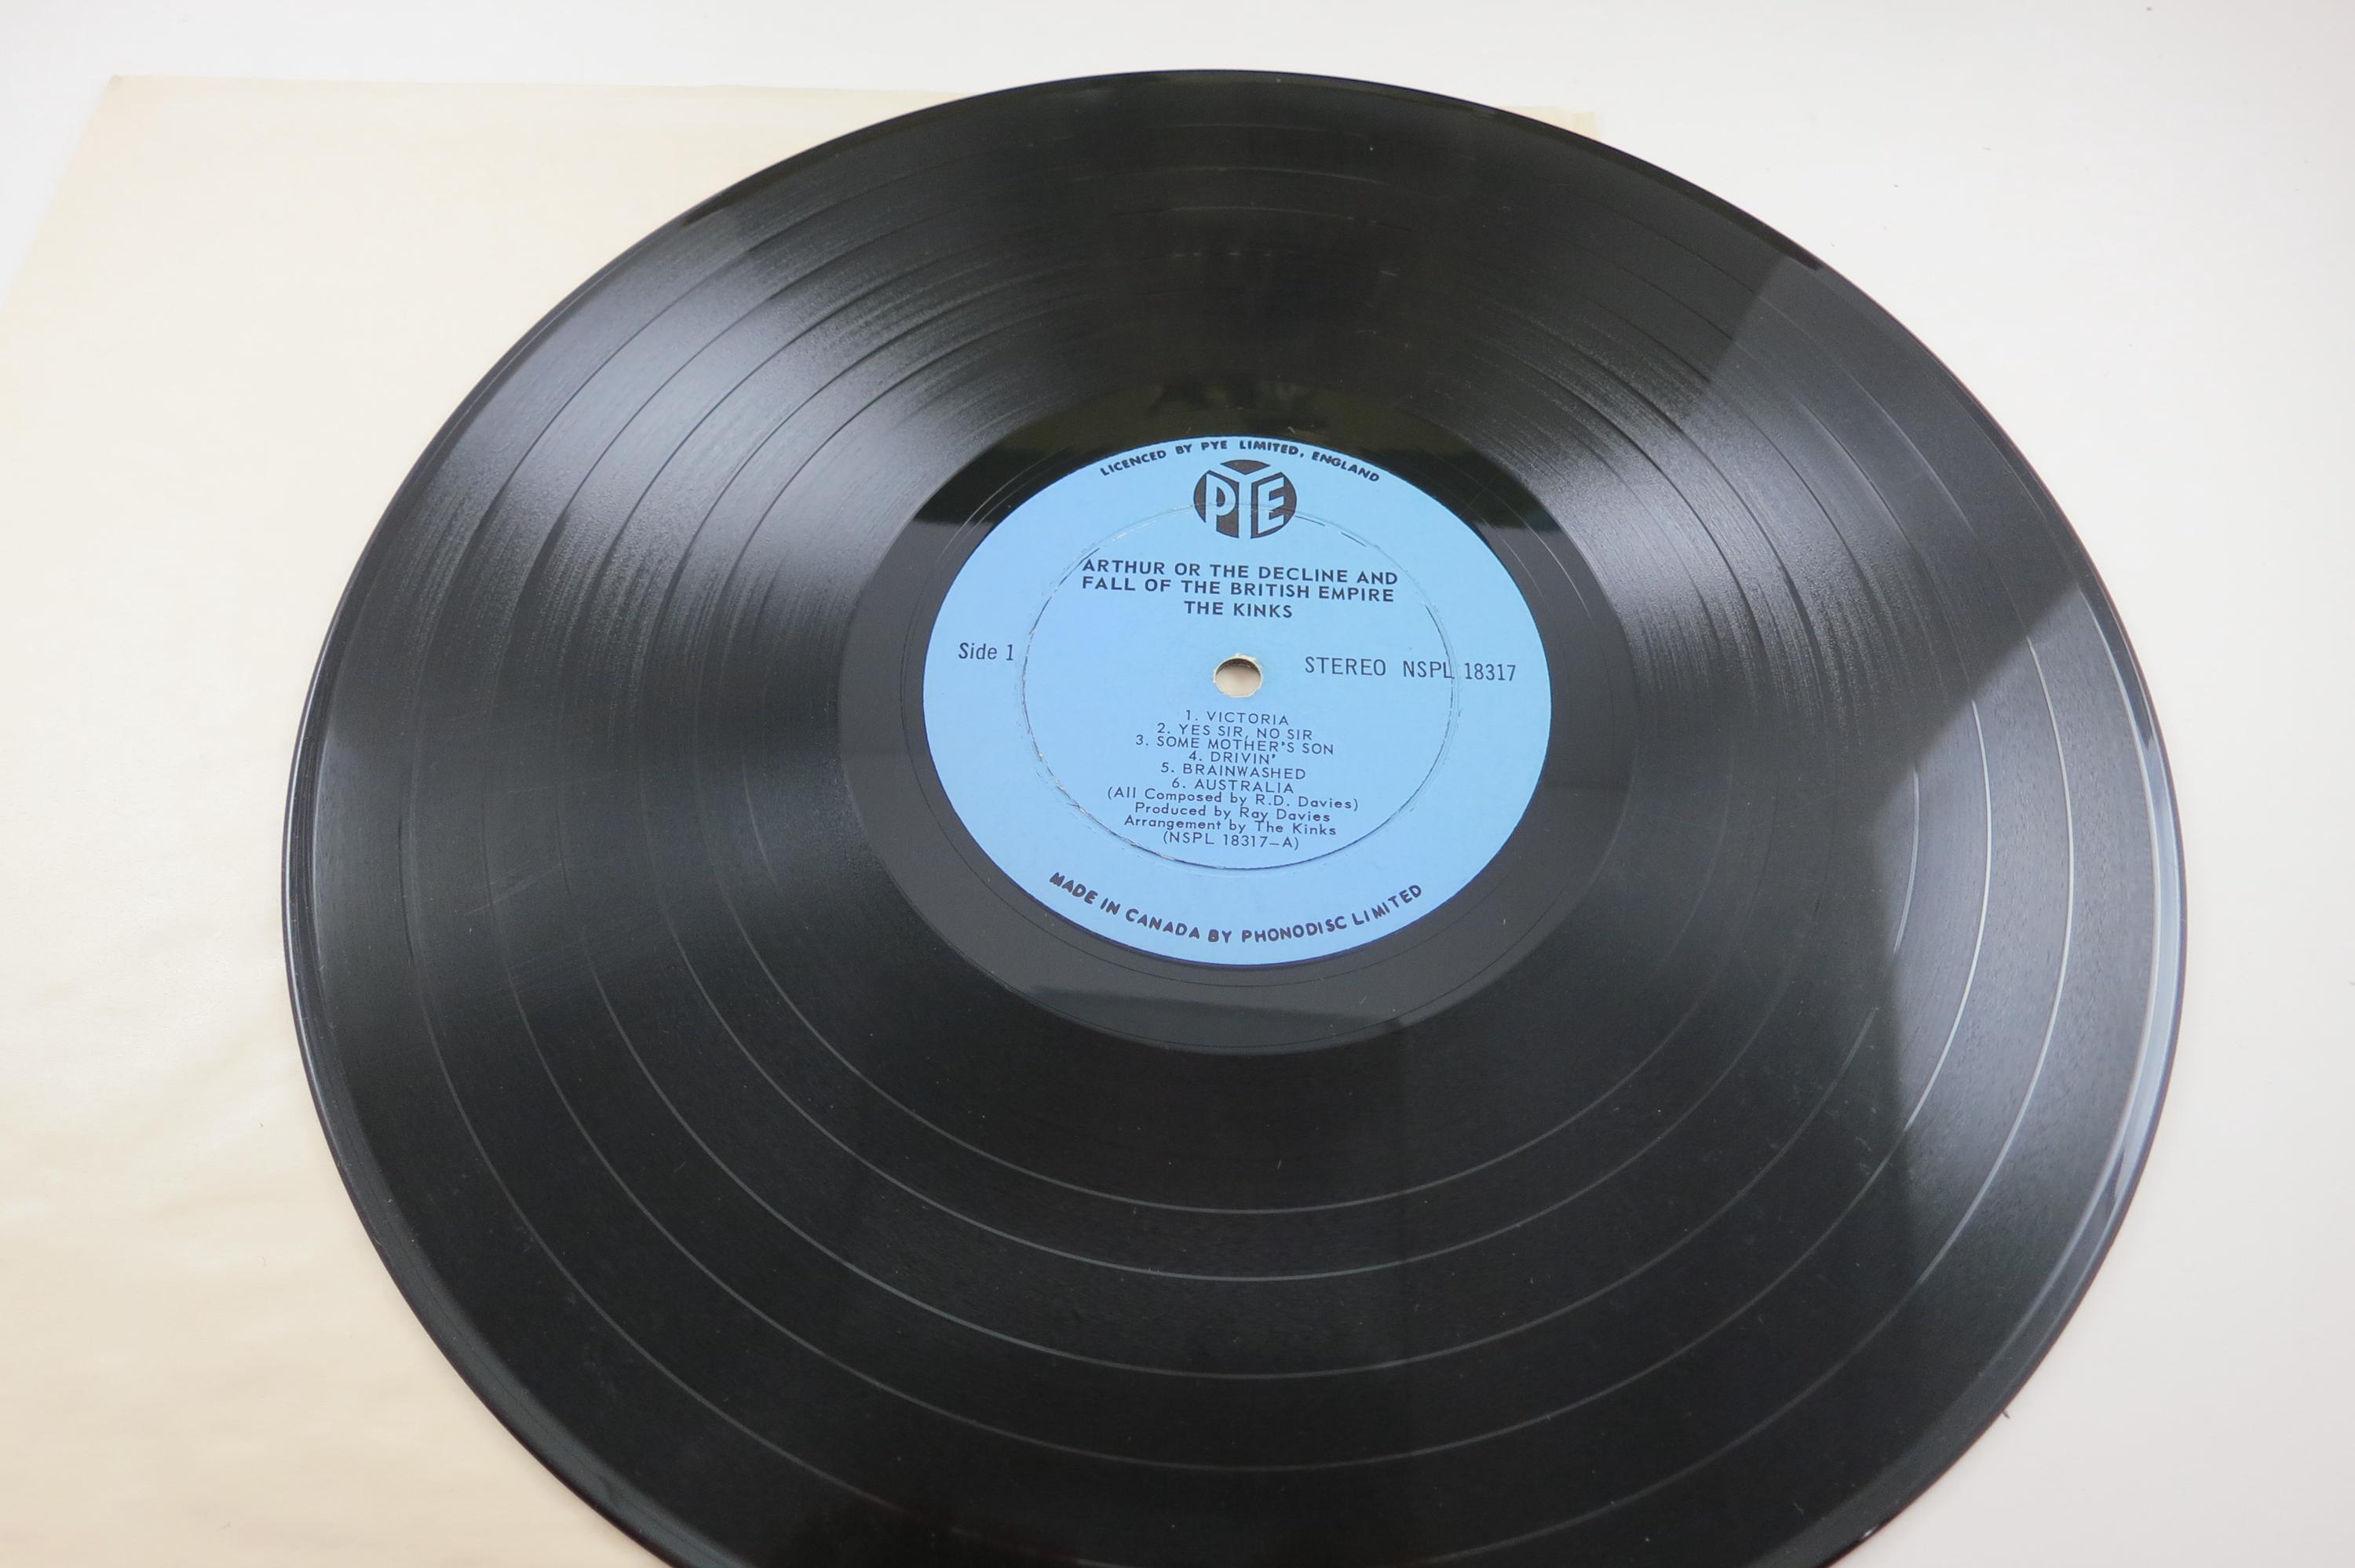 LICENCED BY PYE LIMITED, ENGLAND
PYE
ARTHUR OR THE DECLINE AND
FALL OF THE BRITISH EMPIRE
THE KINKS
Side 1
STEREO NSPL 18317
1. VICTORIA
2. YES SIR, NO SIR
3. SOME MOTHER'S SON
4. DRIVIN'
5. BRAINWASHED
6. AUSTRALIA
(All Composed by R.D. Davies)
Produced by Ray Davies
Arrangement by The Kinks
(NSPL 18317-A)
MADE IN CANADA BY PHONODISC LIMITED